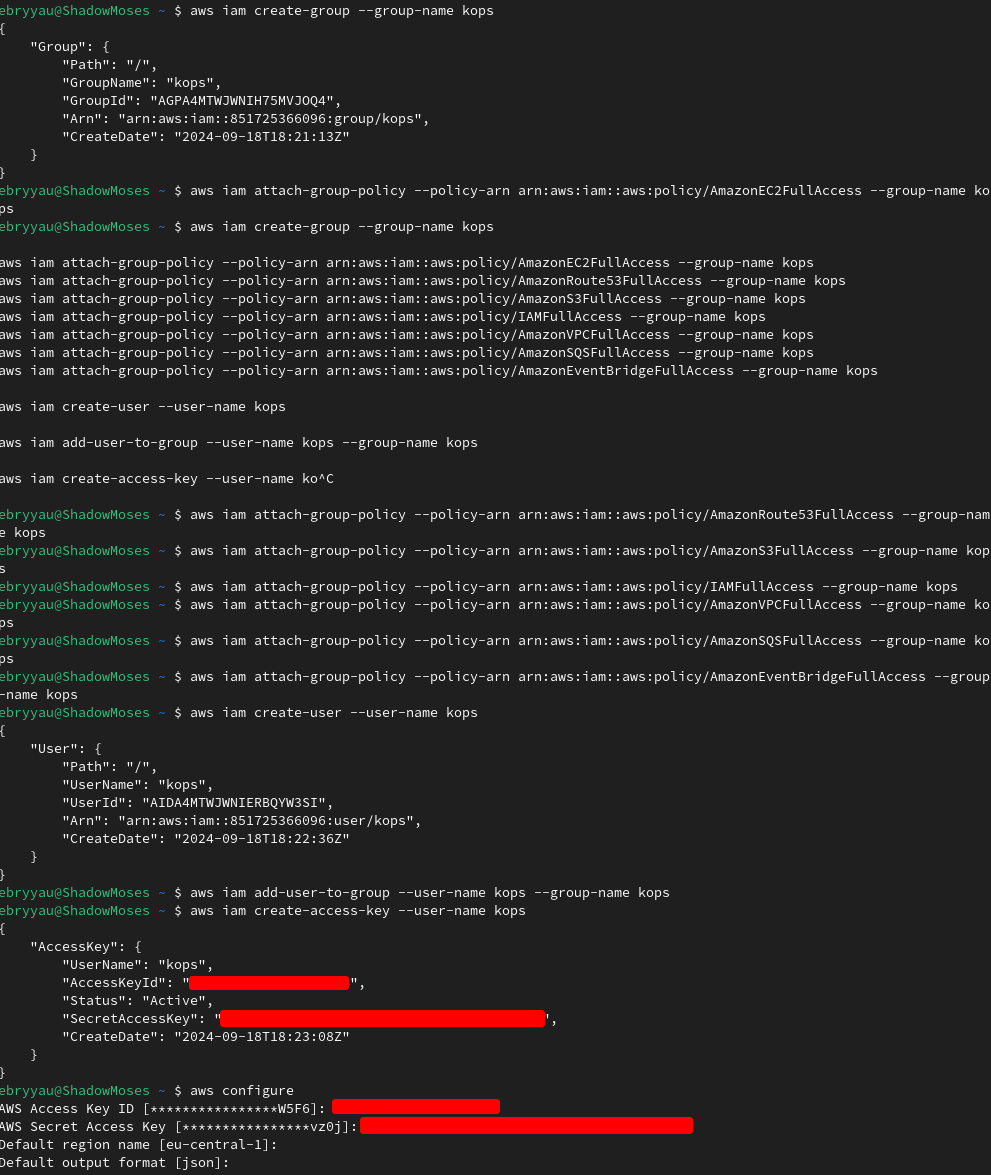 ebryyau@ShadowMoses ~ $ aws iam create-group --group-name kops
{
    "Group": {
        "Path": "/",
        "GroupName": "kops",
        "GroupId": "AGPA4MTWJWNIH75MVJOQ4",
        "Arn": "arn:aws:iam::851725366096:group/kops",
        "CreateDate": "2024-09-18T18:21:13Z"
    }
}
ebryyau@ShadowMoses ~ $ aws iam attach-group-policy --policy-arn arn:aws:iam::aws:policy/AmazonEC2FullAccess --group-name ko
ps
ebryyau@ShadowMoses ~ $ aws iam create-group --group-name kops

aws iam attach-group-policy --policy-arn arn:aws:iam::aws:policy/AmazonEC2FullAccess --group-name kops
aws iam attach-group-policy --policy-arn arn:aws:iam::aws:policy/AmazonRoute53FullAccess --group-name kops
aws iam attach-group-policy --policy-arn arn:aws:iam::aws:policy/AmazonS3FullAccess --group-name kops
aws iam attach-group-policy --policy-arn arn:aws:iam::aws:policy/IAMFullAccess --group-name kops
aws iam attach-group-policy --policy-arn arn:aws:iam::aws:policy/AmazonVPCFullAccess --group-name kops
aws iam attach-group-policy --policy-arn arn:aws:iam::aws:policy/AmazonSQSFullAccess --group-name kops
aws iam attach-group-policy --policy-arn arn:aws:iam::aws:policy/AmazonEventBridgeFullAccess --group-name kops

aws iam create-user --user-name kops

aws iam add-user-to-group --user-name kops --group-name kops

aws iam create-access-key --user-name ko^C

ebryyau@ShadowMoses ~ $ aws iam attach-group-policy --policy-arn arn:aws:iam::aws:policy/AmazonRoute53FullAccess --group-nam
e kops
ebryyau@ShadowMoses ~ $ aws iam attach-group-policy --policy-arn arn:aws:iam::aws:policy/AmazonS3FullAccess --group-name kop
s
ebryyau@ShadowMoses ~ $ aws iam attach-group-policy --policy-arn arn:aws:iam::aws:policy/IAMFullAccess --group-name kops
ebryyau@ShadowMoses ~ $ aws iam attach-group-policy --policy-arn arn:aws:iam::aws:policy/AmazonVPCFullAccess --group-name ko
ps
ebryyau@ShadowMoses ~ $ aws iam attach-group-policy --policy-arn arn:aws:iam::aws:policy/AmazonSQSFullAccess --group-name ko
ps
ebryyau@ShadowMoses ~ $ aws iam attach-group-policy --policy-arn arn:aws:iam::aws:policy/AmazonEventBridgeFullAccess --group
-name kops
ebryyau@ShadowMoses ~ $ aws iam create-user --user-name kops
{
    "User": {
        "Path": "/",
        "UserName": "kops",
        "UserId": "AIDA4MTWJWNIERBQYW3SI",
        "Arn": "arn:aws:iam::851725366096:user/kops",
        "CreateDate": "2024-09-18T18:22:36Z"
    }
}
ebryyau@ShadowMoses ~ $ aws iam add-user-to-group --user-name kops --group-name kops
ebryyau@ShadowMoses ~ $ aws iam create-access-key --user-name kops
{
    "AccessKey": {
        "UserName": "kops",
        "AccessKeyId": "",
        "Status": "Active",
        "SecretAccessKey": "",
        "CreateDate": "2024-09-18T18:23:08Z"
    }
}
ebryyau@ShadowMoses ~ $ aws configure
AWS Access Key ID [****************W5F6]:
AWS Secret Access Key [****************vz0j]:
Default region name [eu-central-1]:
Default output format [json]: